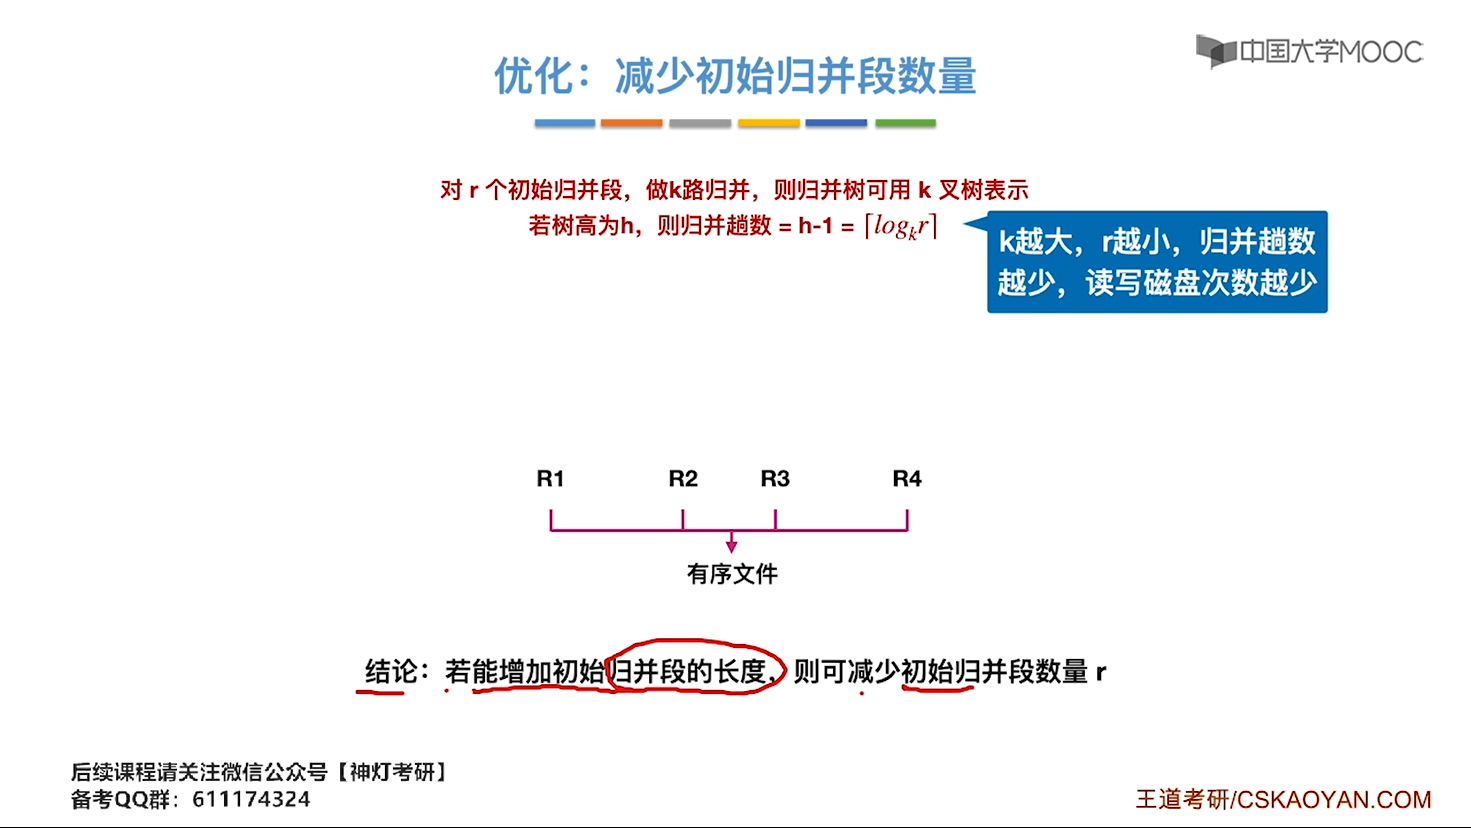 中国大学MOOC
优化：减少初始归并段数量
对 r 个初始归并段，做k路归并，则归并树可用 k 叉树表示
若树高为h，则归并趟数 = h-1 = ⌈logₖr⌉
k越大，r越小，归并趟数
越少，读写磁盘次数越少
R1 R2 R3 R4
有序文件
结论：若能增加初始归并段的长度，则可减少初始归并段数量 r
后续课程请关注微信公众号【神灯考研】
备考QQ群：611174324
王道考研/CSKAOYAN.COM